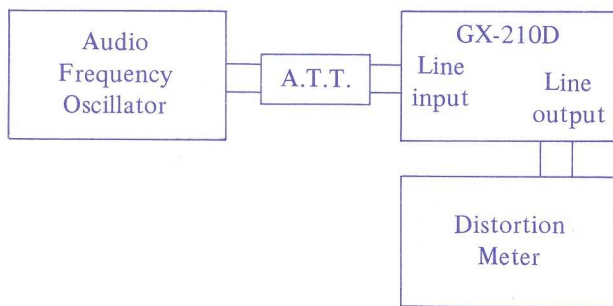 Audio
Frequency
Oscillator
A.T.T.
GX-210D
Line
input
Line
output
Distortion
Meter